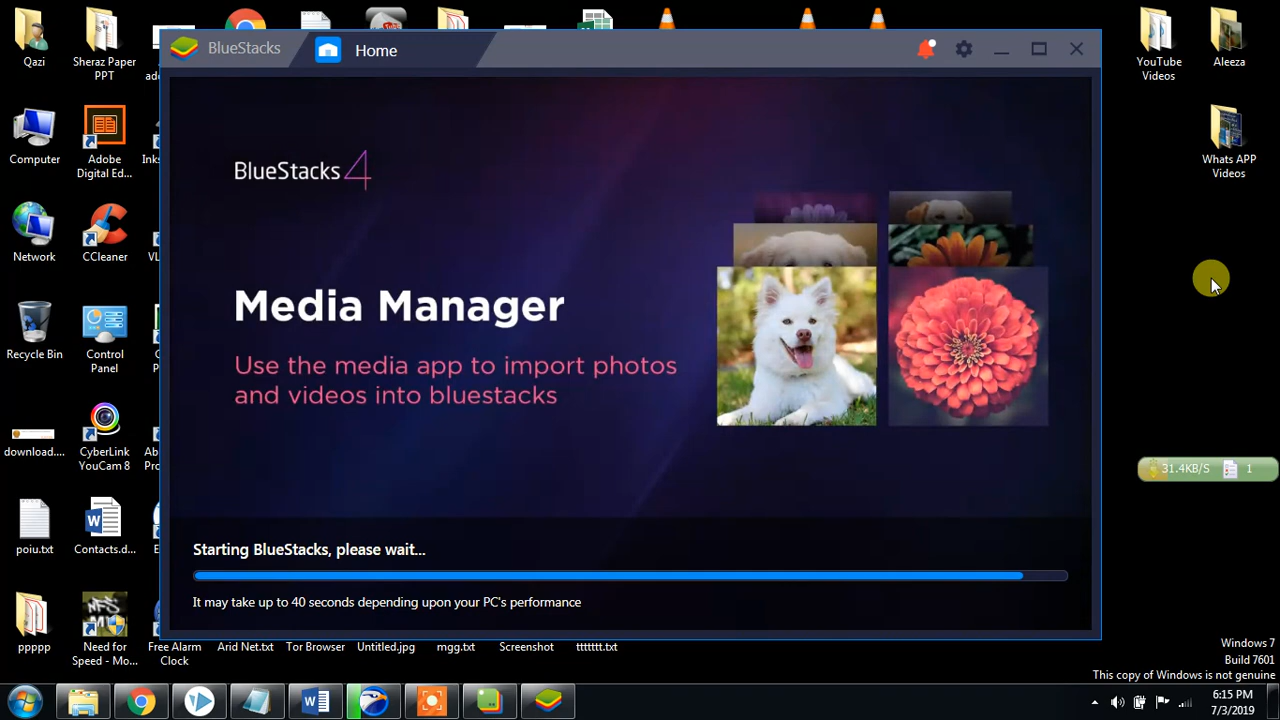 BlueStacks
Home
BlueStacks 4
Media Manager
Use the media app to import photos
and videos into bluestacks
Starting BlueStacks, please wait...
It may take up to 40 seconds depending upon your PC's performance
Qazi
Sheraz Paper
PPT
Computer
Adobe
Digital Ed...
Network
CCleaner
Recycle Bin
Control
Panel
download....
CyberLink
YouCam 8
poiu.txt
Contacts.d...
ppppp
Need for
Speed - Mo...
Free Alarm
Clock
Arid Net.txt
Tor Browser
Untitled.jpg
mgg.txt
Screenshot
ttttttt.txt
YouTube
Videos
Aleeza
Whats APP
Videos
31.4KB/S
1
Windows 7
Build 7601
This copy of Windows is not genuine
6:15 PM
7/3/2019